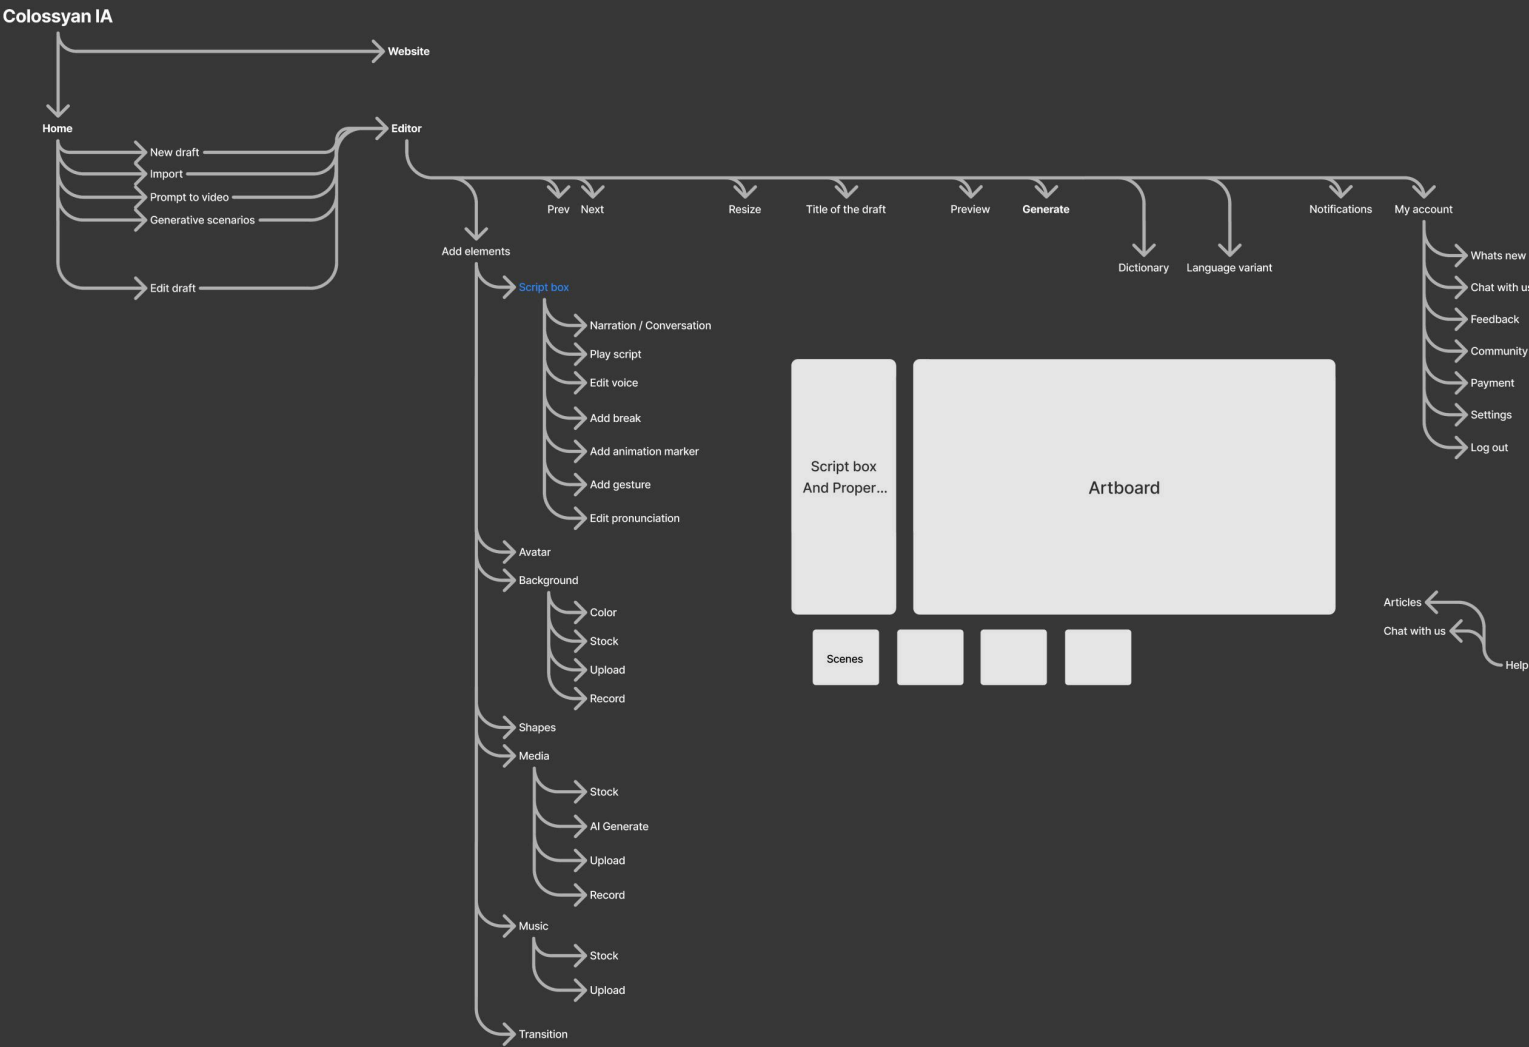 Colossyan IA
Website
Home
Editor
New draft
Import
Prompt to video
Generative scenarios
Edit draft
Prev
Next
Resize
Title of the draft
Preview
Generate
Notifications
My account
Add elements
Dictionary
Language variant
Script box
Narration / Conversation
Play script
Edit voice
Add break
Add animation marker
Add gesture
Edit pronunciation
Avatar
Background
Color
Stock
Upload
Record
Shapes
Media
Stock
AI Generate
Upload
Record
Music
Stock
Upload
Transition
Script box
And Proper...
Artboard
Scenes
Whats new
Chat with us
Feedback
Community
Payment
Settings
Log out
Articles
Chat with us
Help